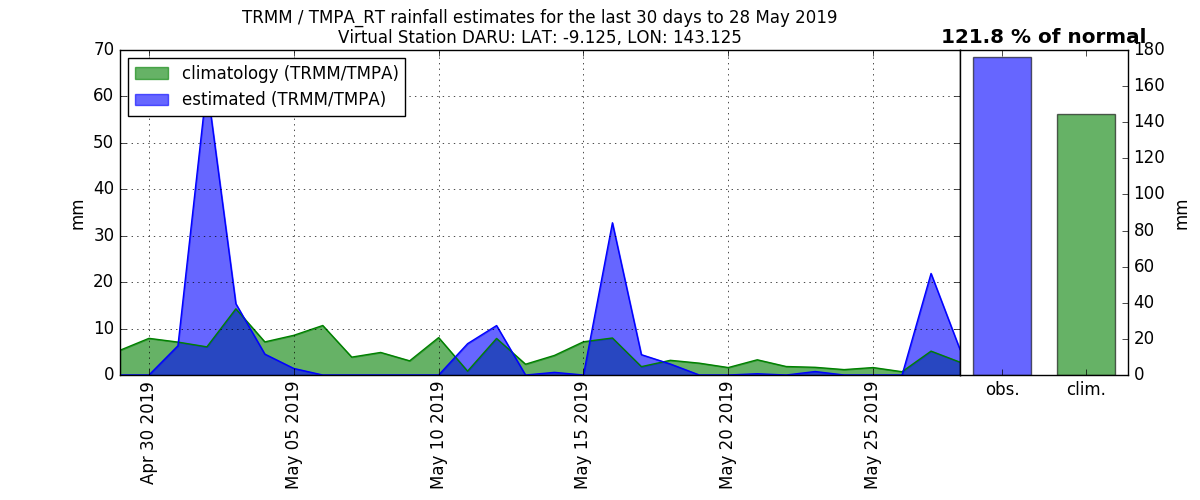 TRMM / TMPA_RT rainfall estimates for the last 30 days to 28 May 2019
Virtual Station DARU: LAT: -9.125, LON: 143.125
121.8 % of normal
climatology (TRMM/TMPA)
estimated (TRMM/TMPA)
70
60
50
40
30
20
10
0
mm
Apr 30 2019
May 05 2019
May 10 2019
May 15 2019
May 20 2019
May 25 2019
obs.
clim.
180
160
140
120
100
80
60
40
20
0
mm